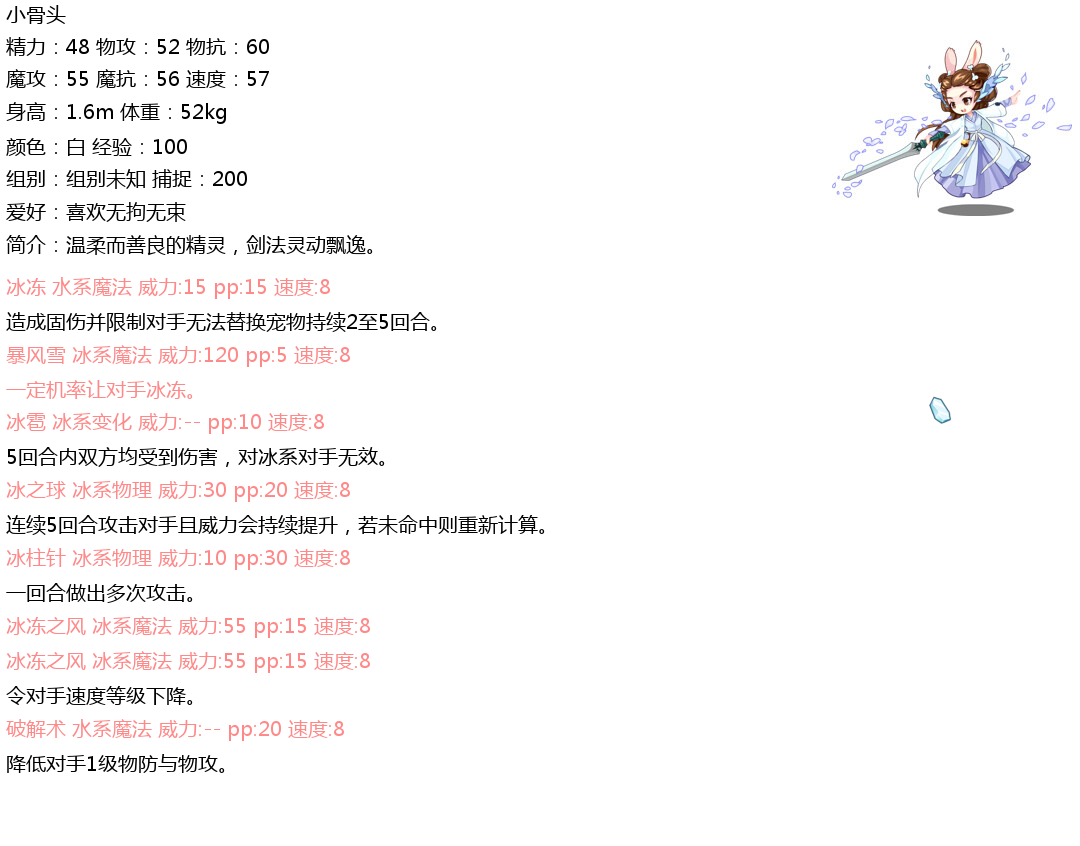 小骨头
精力：48 物攻：52 物抗：60
魔攻：55 魔抗：56 速度：57
身高：1.6m 体重：52kg
颜色：白 经验：100
组别：组别未知 捕捉：200
爱好：喜欢无拘无束
简介：温柔而善良的精灵，剑法灵动飘逸。
冰冻 水系魔法 威力:15 pp:15 速度:8
造成固伤并限制对手无法替换宠物持续2至5回合。
暴风雪 冰系魔法 威力:120 pp:5 速度:8
一定机率让对手冰冻。
冰雹 冰系变化 威力:-- pp:10 速度:8
5回合内双方均受到伤害，对冰系对手无效。
冰之球 冰系物理 威力:30 pp:20 速度:8
连续5回合攻击对手且威力会持续提升，若未命中则重新计算。
冰柱针 冰系物理 威力:10 pp:30 速度:8
一回合做出多次攻击。
冰冻之风 冰系魔法 威力:55 pp:15 速度:8
冰冻之风 冰系魔法 威力:55 pp:15 速度:8
令对手速度等级下降。
破解术 水系魔法 威力:-- pp:20 速度:8
降低对手1级物防与物攻。